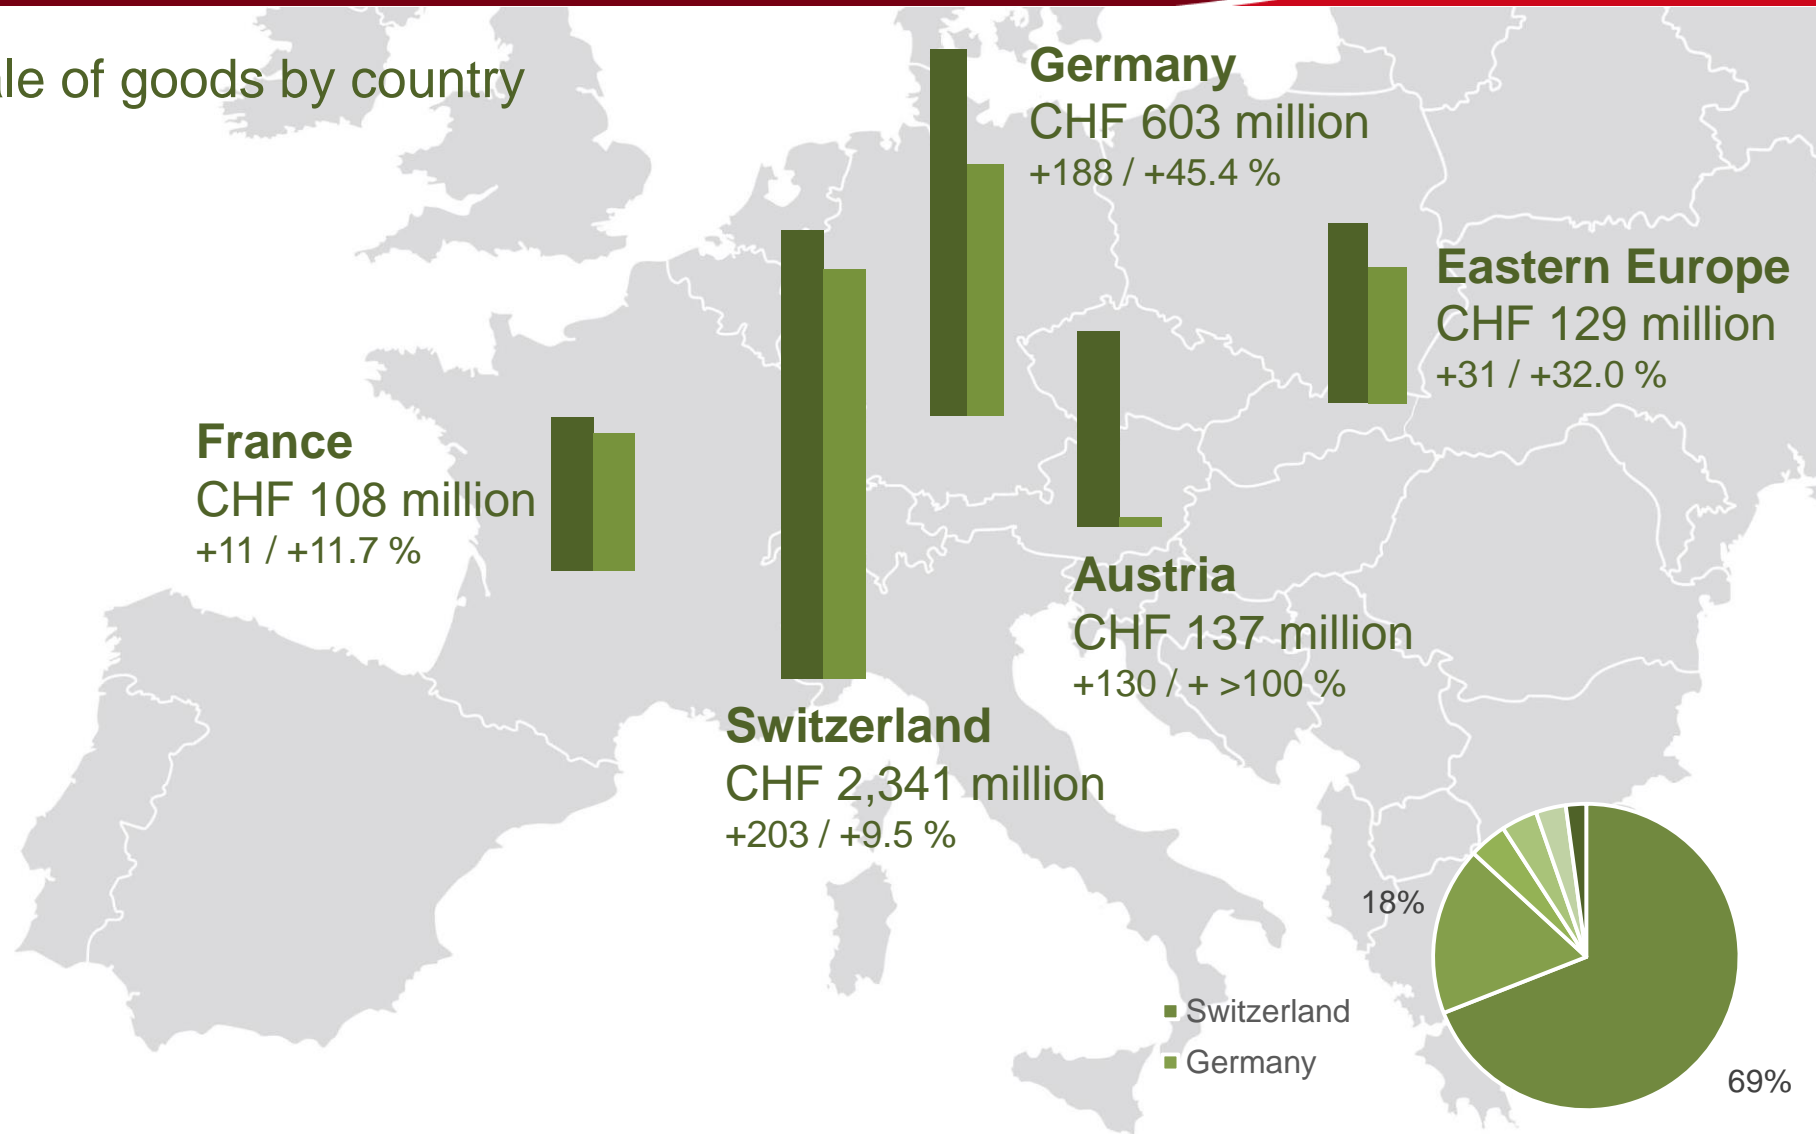 le of goods by country
Germany
CHF 603 million
+188 / +45.4 %
Eastern Europe
CHF 129 million
+31 / +32.0 %
France
CHF 108 million
+11 / +11.7 %
Austria
CHF 137 million
+130 / + >100 %
Switzerland
CHF 2,341 million
+203 / +9.5 %
18%
69%
Switzerland
Germany